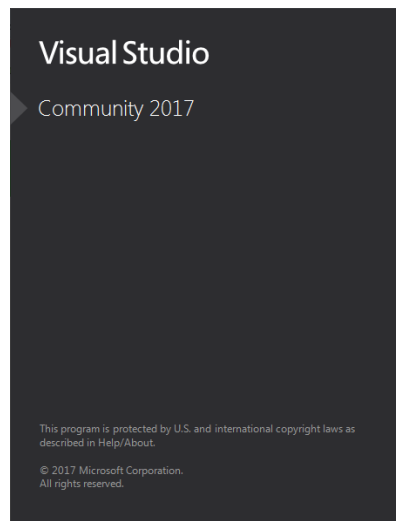 Visual Studio
Community 2017
This program is protected by U.S. and international copyright laws as
described in Help/About.
© 2017 Microsoft Corporation.
All rights reserved.